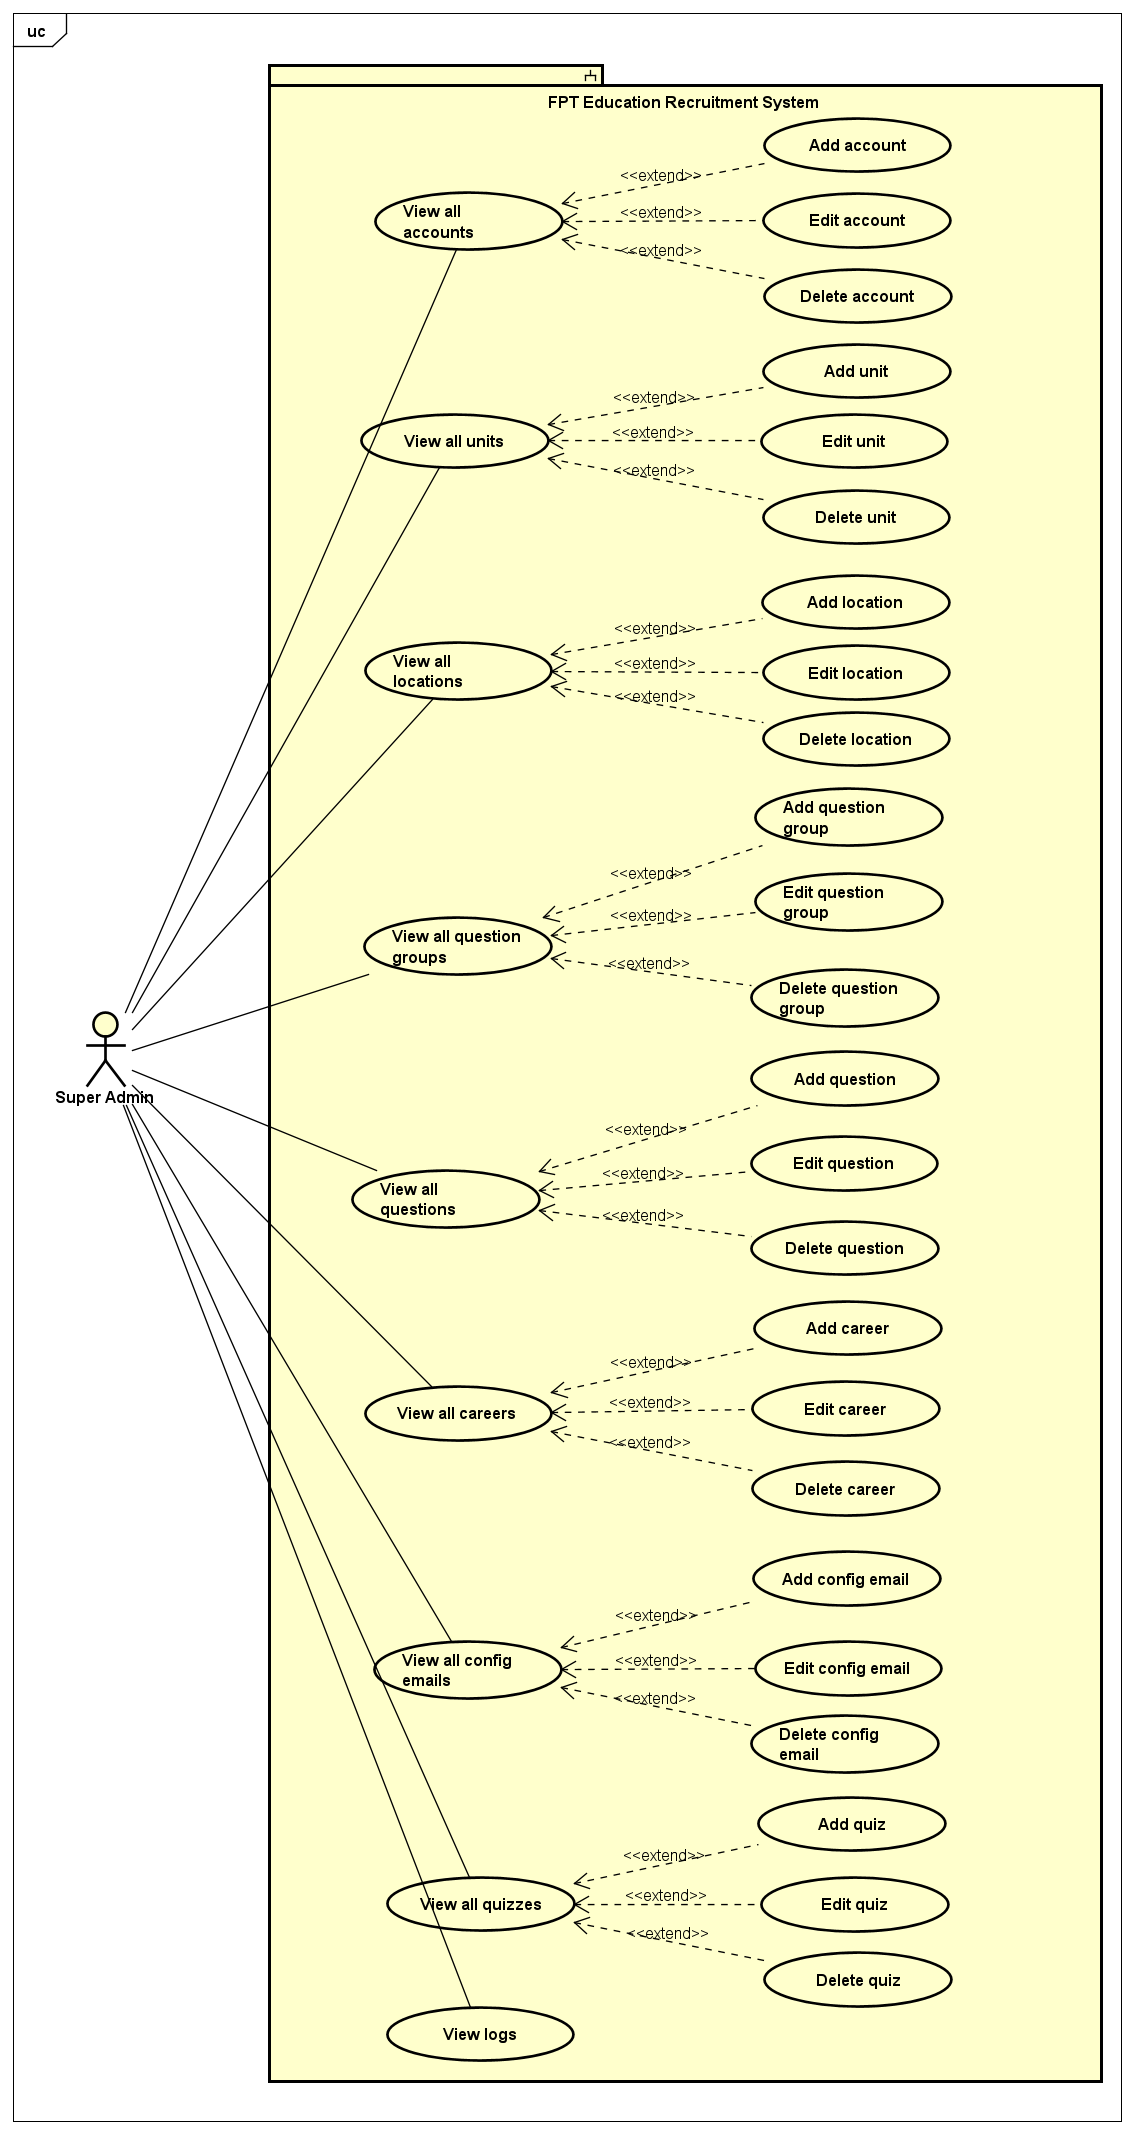 uc
FPT Education Recruitment System
Add account
<<extend>>
View all
accounts
<<extend>>
Edit account
<<extend>>
Delete account
Add unit
<<extend>>
View all units
<<extend>>
Edit unit
<<extend>>
Delete unit
Add location
<<extend>>
View all
locations
<<extend>>
Edit location
<<extend>>
Delete location
Add question
group
<<extend>>
Edit question
group
<<extend>>
View all question
groups
<<extend>>
Delete question
group
Super Admin
Add question
<<extend>>
Edit question
<<extend>>
View all
questions
<<extend>>
Delete question
Add career
<<extend>>
View all careers
<<extend>>
Edit career
<<extend>>
Delete career
Add config email
<<extend>>
View all config
emails
<<extend>>
Edit config email
<<extend>>
Delete config
email
Add quiz
<<extend>>
View all quizzes
<<extend>>
Edit quiz
<<extend>>
Delete quiz
View logs